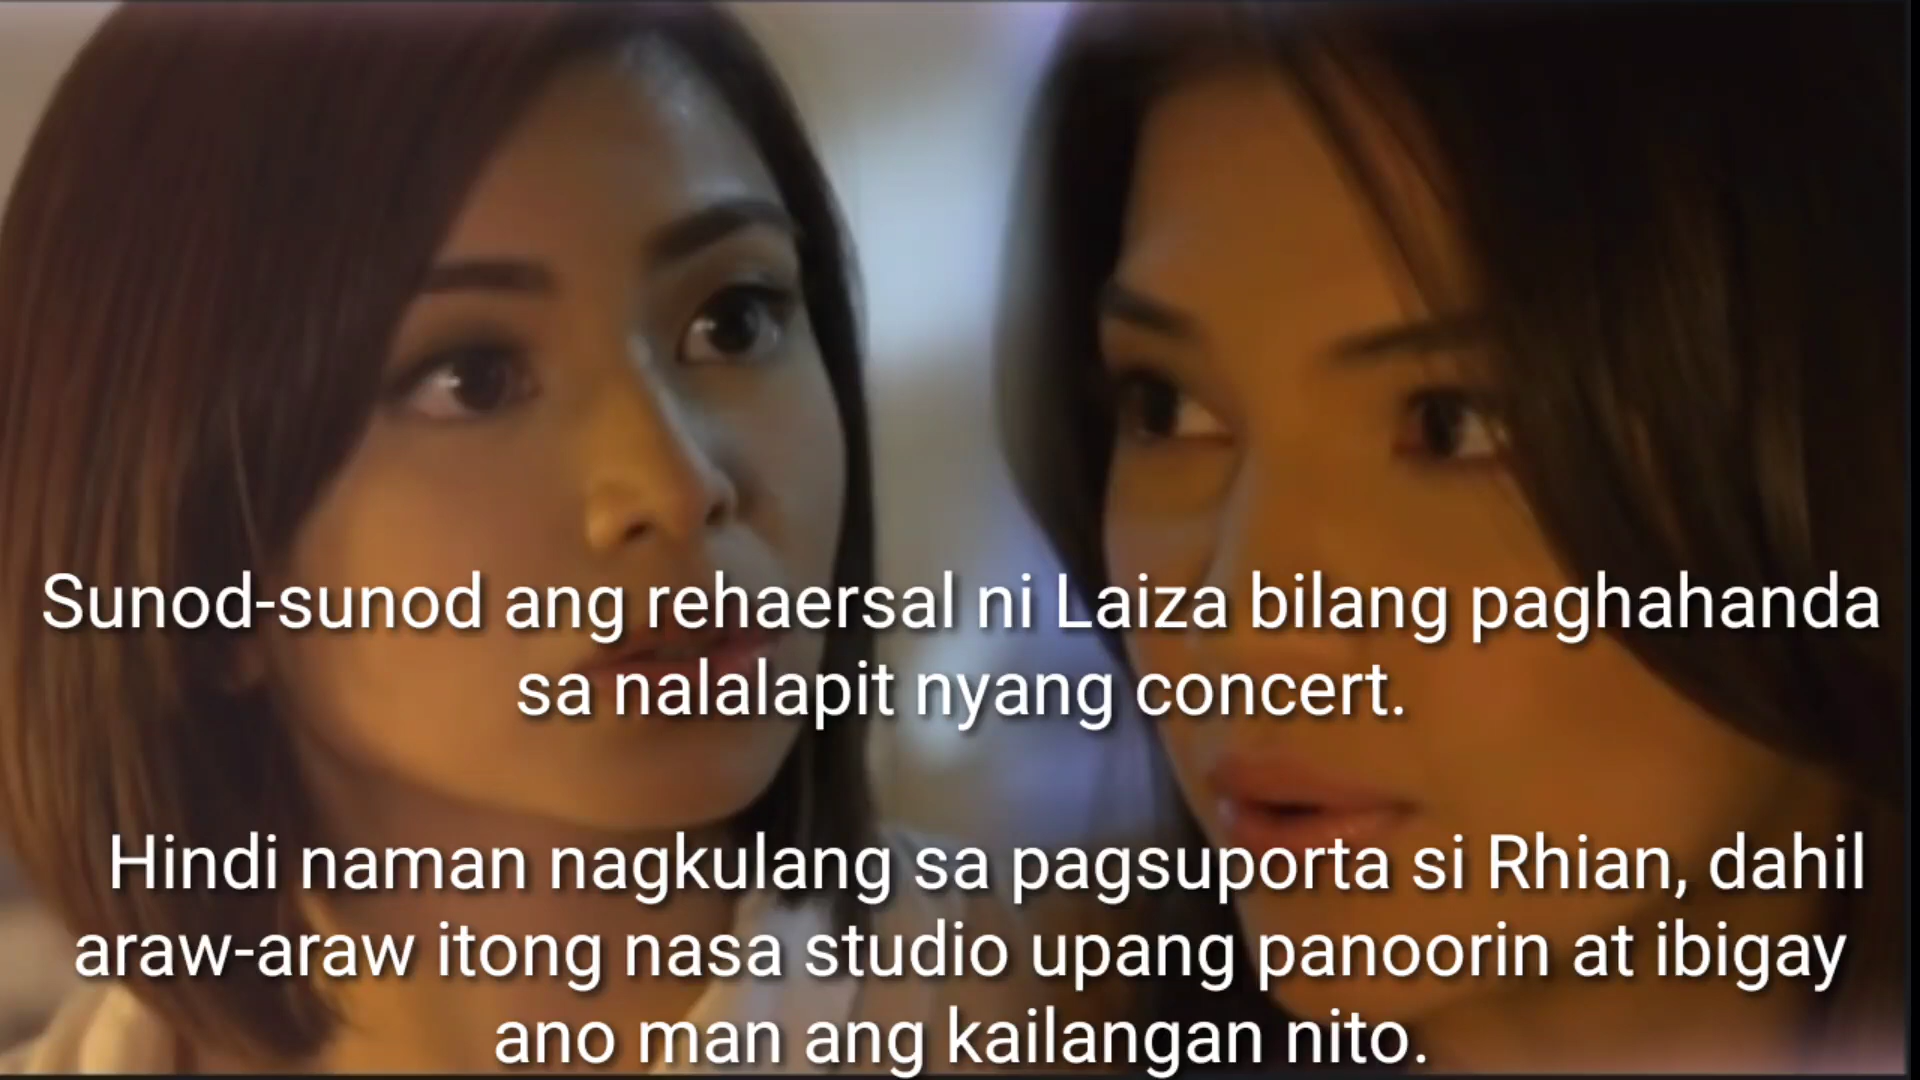 Sunod-sunod ang rehaersal ni Laiza bilang paghahanda
sa nalalapit nyang concert.
Hindi naman nagkulang sa pagsuporta si Rhian, dahil
araw-araw itong nasa studio upang panoorin at ibigay
ano man ang kailangan nito.